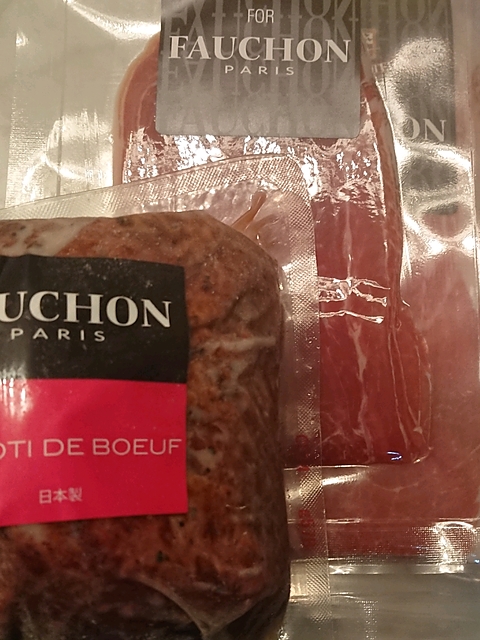 FOR
FAUCHON
PARIS
ON
UCHON
PARIS
OTI DE BOEUF
日本製